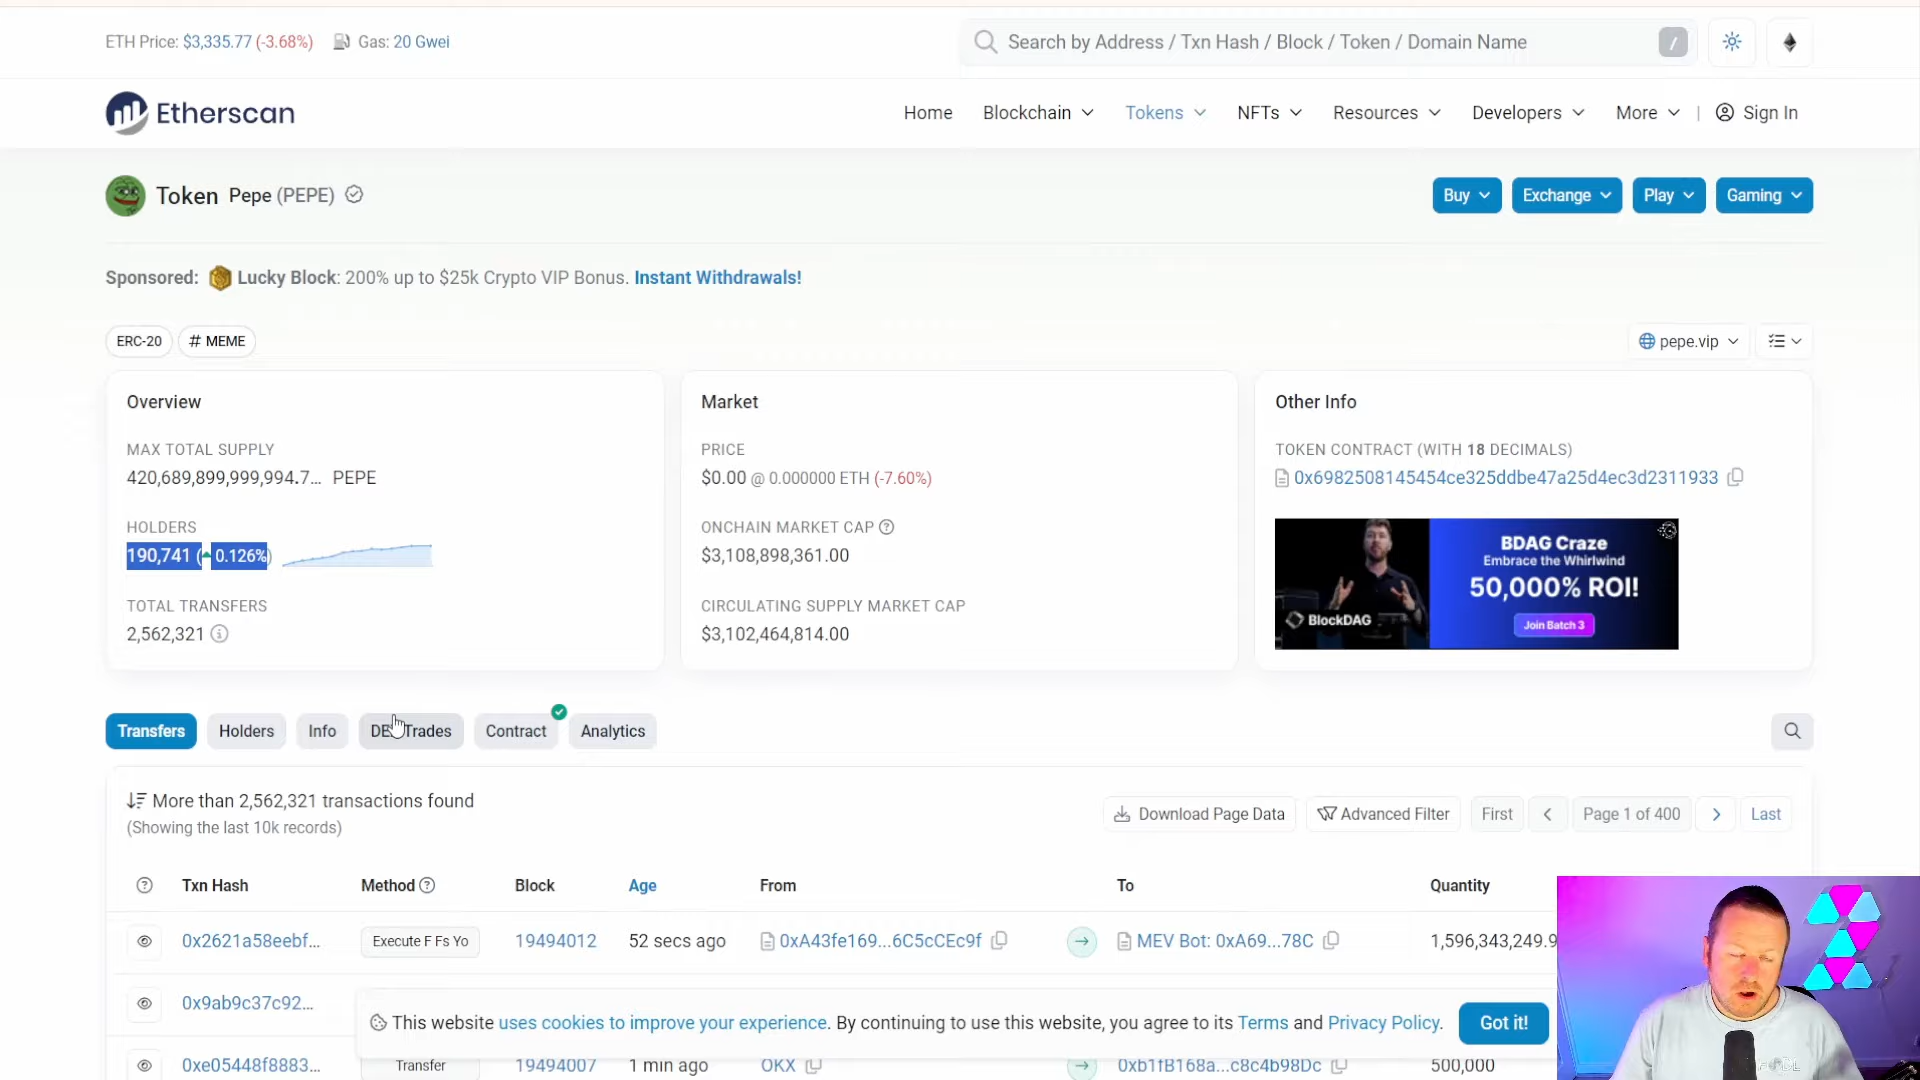 ETH Price: $3,335.77 (-3.68%) Gas: 20 Gwei
Search by Address / Txn Hash / Block / Token / Domain Name /
Etherscan
Home Blockchain Tokens NFTs Resources Developers More | Sign In
Token Pepe (PEPE)
Buy Exchange Play Gaming
Sponsored: Lucky Block: 200% up to $25k Crypto VIP Bonus. Instant Withdrawals!
ERC-20 # MEME
pepe.vip
Overview
MAX TOTAL SUPPLY
420,689,899,999,994.7... PEPE
HOLDERS
190,741 ( 0.126%)
TOTAL TRANSFERS
2,562,321
Market
PRICE
$0.00 @ 0.000000 ETH (-7.60%)
ONCHAIN MARKET CAP
$3,108,898,361.00
CIRCULATING SUPPLY MARKET CAP
$3,102,464,814.00
Other Info
TOKEN CONTRACT (WITH 18 DECIMALS)
0x6982508145454ce325ddbe47a25d4ec3d2311933
BDAG Craze
Embrace the Whirlwind
50,000% ROI!
BlockDAG
Join Batch 3
Transfers Holders Info DEX Trades Contract Analytics
More than 2,562,321 transactions found
(Showing the last 10k records)
Download Page Data Advanced Filter First Page 1 of 400 Last
Txn Hash Method Block Age From To Quantity
0x2621a58eebf... Execute F Fs Yo 19494012 52 secs ago 0xA43fe169...6C5cCEc9f MEV Bot: 0xA69...78C 1,596,343,249.9
0x9ab9c37c92...
This website uses cookies to improve your experience. By continuing to use this website, you agree to its Terms and Privacy Policy. Got it!
0xe05448f8883... Transfer 19494007 1 min ago OKX 0xb1fB168a...c8c4b98Dc 500,000